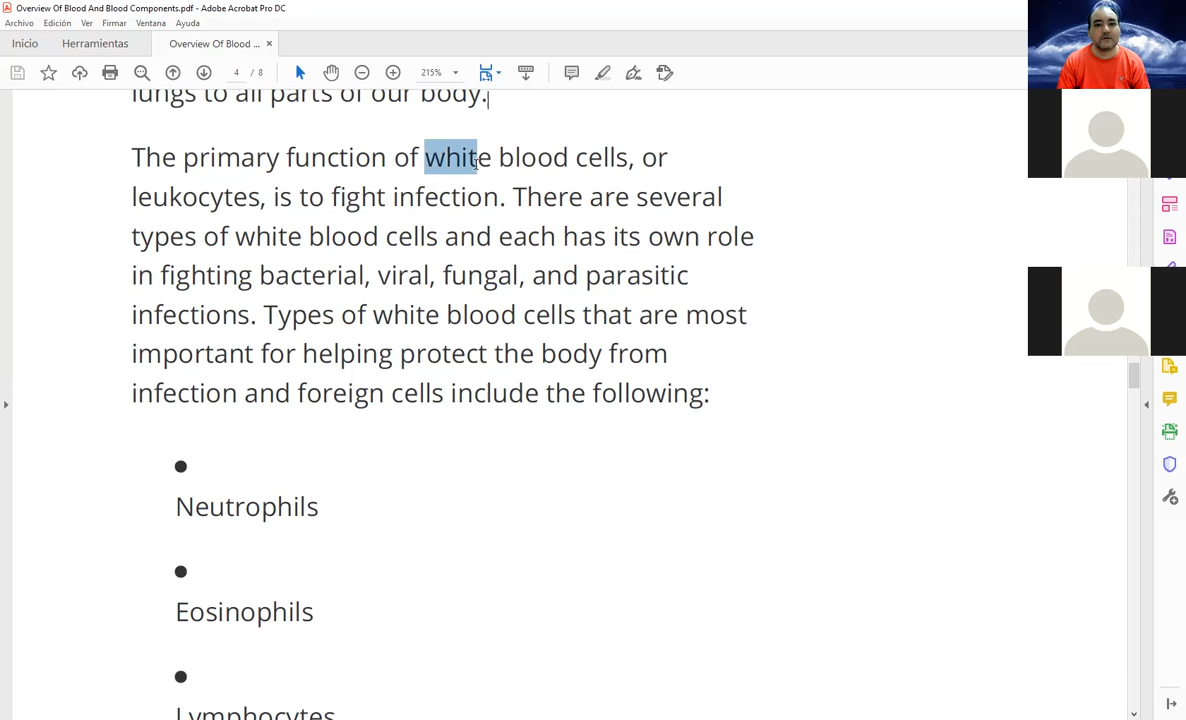 Overview Of Blood And Blood Components.pdf - Adobe Acrobat Pro DC
Archivo Edición Ver Firmar Ventana Ayuda
Inicio Herramientas Overview Of Blood ... ×
4 / 8 215%
lungs to all parts of our body.
The primary function of white blood cells, or
leukocytes, is to fight infection. There are several
types of white blood cells and each has its own role
in fighting bacterial, viral, fungal, and parasitic
infections. Types of white blood cells that are most
important for helping protect the body from
infection and foreign cells include the following:
•
Neutrophils
•
Eosinophils
•
Lymphocytes